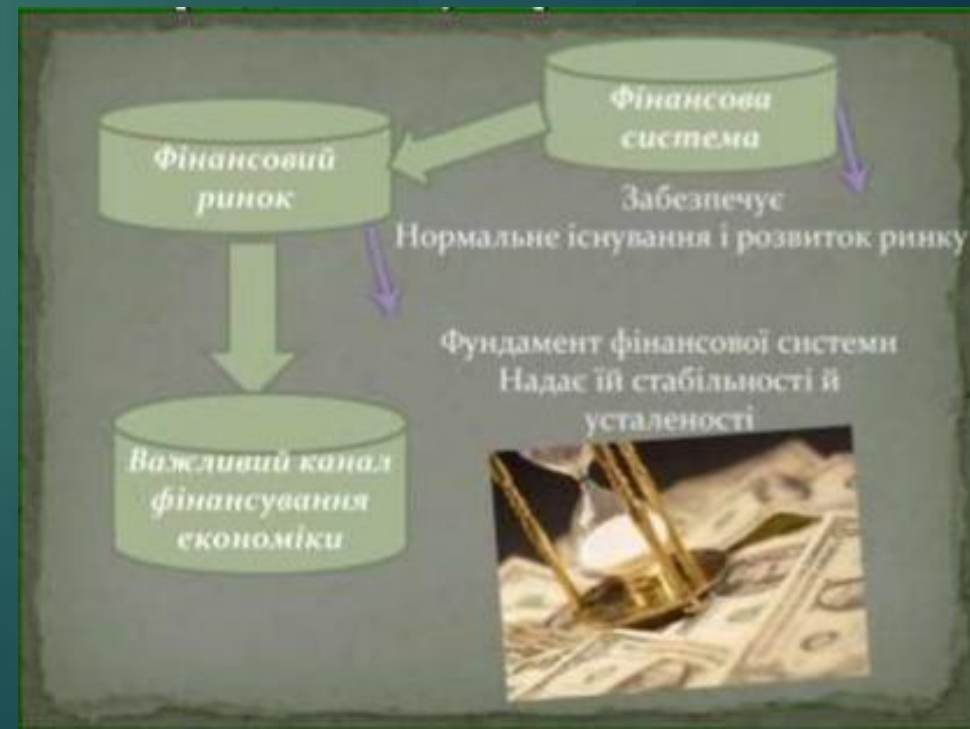 Фінансова
система
Фінансовий
ринок
Забезпечує
Нормальне існування і розвиток ринку
Фундамент фінансової системи
Надає їй стабільності й
усталеності
Важливий канал
фінансування
економіки